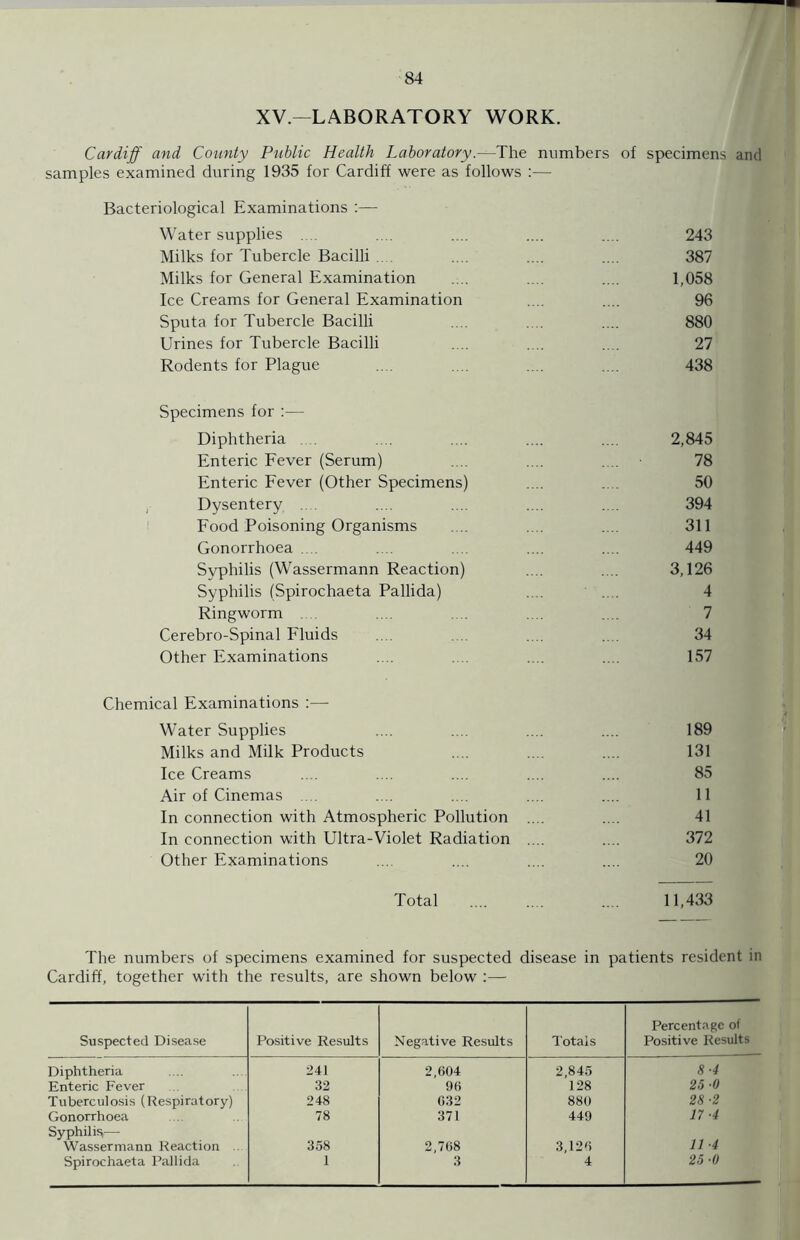 84
XV.—LABORATORY WORK.
Cardiff and County Public Health Laboratory.—The numbers of specimens and
samples examined during 1935 for Cardiff were as follows :—
Bacteriological Examinations :—
Water supplies .... .... .... .... .... 243
Milks for Tubercle Bacilli .... .... .... .... 387
Milks for General Examination .... .... .... 1,058
Ice Creams for General Examination .... .... 96
Sputa for Tubercle Bacilli .... .... .... 880
Urines for Tubercle Bacilli .... .... .... 27
Rodents for Plague .... .... .... .... 438
Specimens for :—
Diphtheria .... .... .... .... .... 2,845
Enteric Fever (Serum) .... .... .... 78
Enteric Fever (Other Specimens) .... .... 50
Dysentery .... .... .... .... .... 394
Food Poisoning Organisms .... .... .... 311
Gonorrhoea .... .... .... .... .... 449
Syphilis (Wassermann Reaction) .... .... 3,126
Syphilis (Spirochaeta Pallida) .... .... 4
Ringworm .... .... .... .... .... 7
Cerebro-Spinal Fluids .... .... .... .... 34
Other Examinations .... .... .... .... 157
Chemical Examinations :—
Water Supplies .... .... .... .... 189
Milks and Milk Products .... .... .... 131
Ice Creams .... .... .... .... .... 85
Air of Cinemas .... .... .... .... .... 11
In connection with Atmospheric Pollution .... .... 41
In connection with Ultra-Violet Radiation .... .... 372
Other Examinations .... .... .... .... 20
Total .... .... .... 11,433
The numbers of specimens examined for suspected disease in patients resident in
Cardiff, together with the results, are shown below :—
Suspected Disease Positive Results Negative Results Totals Percentage of Positive Results
Diphtheria .... .... 241 2,604 2,845 8·4
Enteric Fever .... .... 32 96 128 25·0
Tuberculosis (Respiratory) 248 632 880 28·2
Gonorrhoea .... .... 78 371 449 17·4
Syphilis—
Wassermann Reaction ... 358 2,768 3,126 11·4
Spirochaeta Pallida .. 1 3 4 25·0